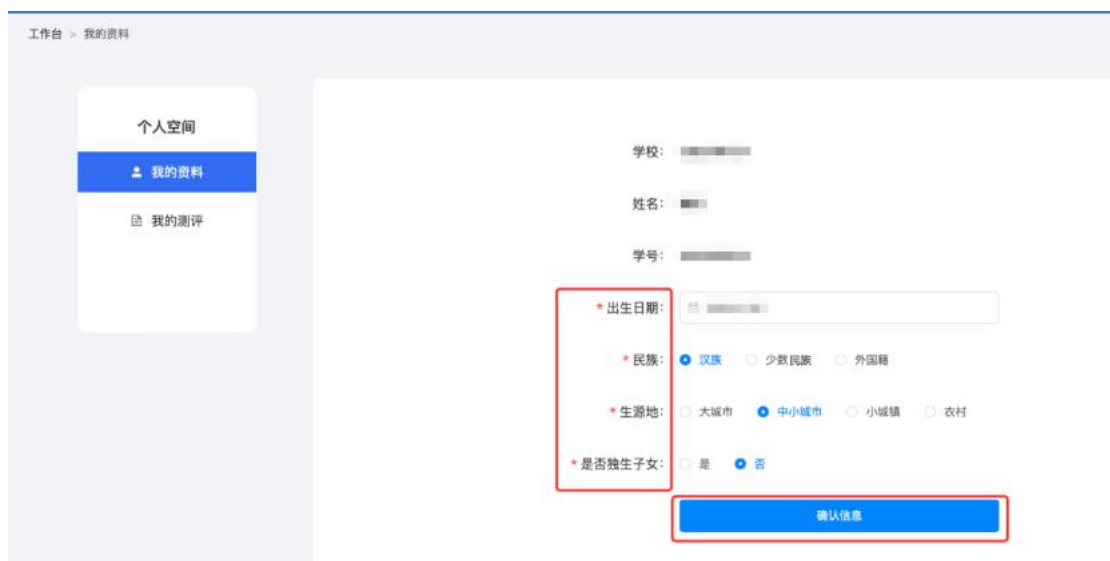 工作台 > 我的资料
个人空间
我的资料
我的测评
学校:
姓名:
学号:
* 出生日期:
* 民族: 汉族 少数民族 外国籍
* 生源地: 大城市 中小城市 小城镇 农村
* 是否独生子女: 是 否
确认信息